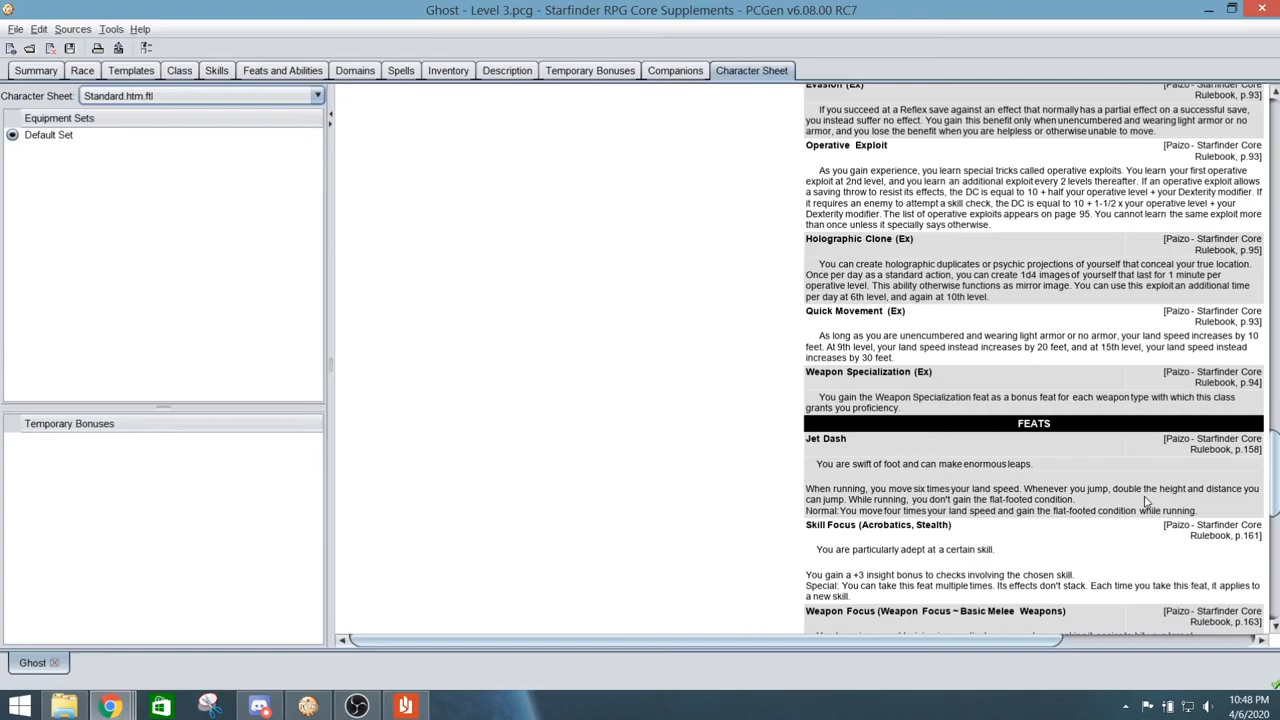 Ghost - Level 3.pcg - Starfinder RPG Core Supplements - PCGen v6.08.00 RC7
File Edit Sources Tools Help
Summary Race Templates Class Skills Feats and Abilities Domains Spells Inventory Description Temporary Bonuses Companions Character Sheet
Character Sheet: Standard.htm.ftl
Equipment Sets
Default Set
Temporary Bonuses
Evasion (Ex) [Paizo - Starfinder Core
Rulebook, p.93]
If you succeed at a Reflex save against an effect that normally has a partial effect on a successful save,
you instead suffer no effect. You gain this benefit only when unencumbered and wearing light armor or no
armor, and you lose the benefit when you are helpless or otherwise unable to move.
Operative Exploit [Paizo - Starfinder Core
Rulebook, p.93]
As you gain experience, you learn special tricks called operative exploits. You learn your first operative
exploit at 2nd level, and you learn an additional exploit every 2 levels thereafter. If an operative exploit allows
a saving throw to resist its effects, the DC is equal to 10 + half your operative level + your Dexterity modifier. If
it requires an enemy to attempt a skill check, the DC is equal to 10 + 1-1/2 x your operative level + your
Dexterity modifier. The list of operative exploits appears on page 95. You cannot learn the same exploit more
than once unless it specially says otherwise.
Holographic Clone (Ex) [Paizo - Starfinder Core
Rulebook, p.95]
You can create holographic duplicates or psychic projections of yourself that conceal your true location.
Once per day as a standard action, you can create 1d4 images of yourself that last for 1 minute per
operative level. This ability otherwise functions as mirror image. You can use this exploit an additional time
per day at 6th level, and again at 10th level.
Quick Movement (Ex) [Paizo - Starfinder Core
Rulebook, p.93]
As long as you are unencumbered and wearing light armor or no armor, your land speed increases by 10
feet. At 9th level, your land speed instead increases by 20 feet, and at 15th level, your land speed instead
increases by 30 feet.
Weapon Specialization (Ex) [Paizo - Starfinder Core
Rulebook, p.94]
You gain the Weapon Specialization feat as a bonus feat for each weapon type with which this class
grants you proficiency.
FEATS
Jet Dash [Paizo - Starfinder Core
Rulebook, p.158]
You are swift of foot and can make enormous leaps.
When running, you move six times your land speed. Whenever you jump, double the height and distance you
can jump. While running, you don't gain the flat-footed condition.
Normal: You move four times your land speed and gain the flat-footed condition while running.
Skill Focus (Acrobatics, Stealth) [Paizo - Starfinder Core
Rulebook, p.161]
You are particularly adept at a certain skill.
You gain a +3 insight bonus to checks involving the chosen skill.
Special: You can take this feat multiple times. Its effects don't stack. Each time you take this feat, it applies to
a new skill.
Weapon Focus (Weapon Focus ~ Basic Melee Weapons) [Paizo - Starfinder Core
Rulebook, p.163]
Ghost
10:48 PM
4/6/2020